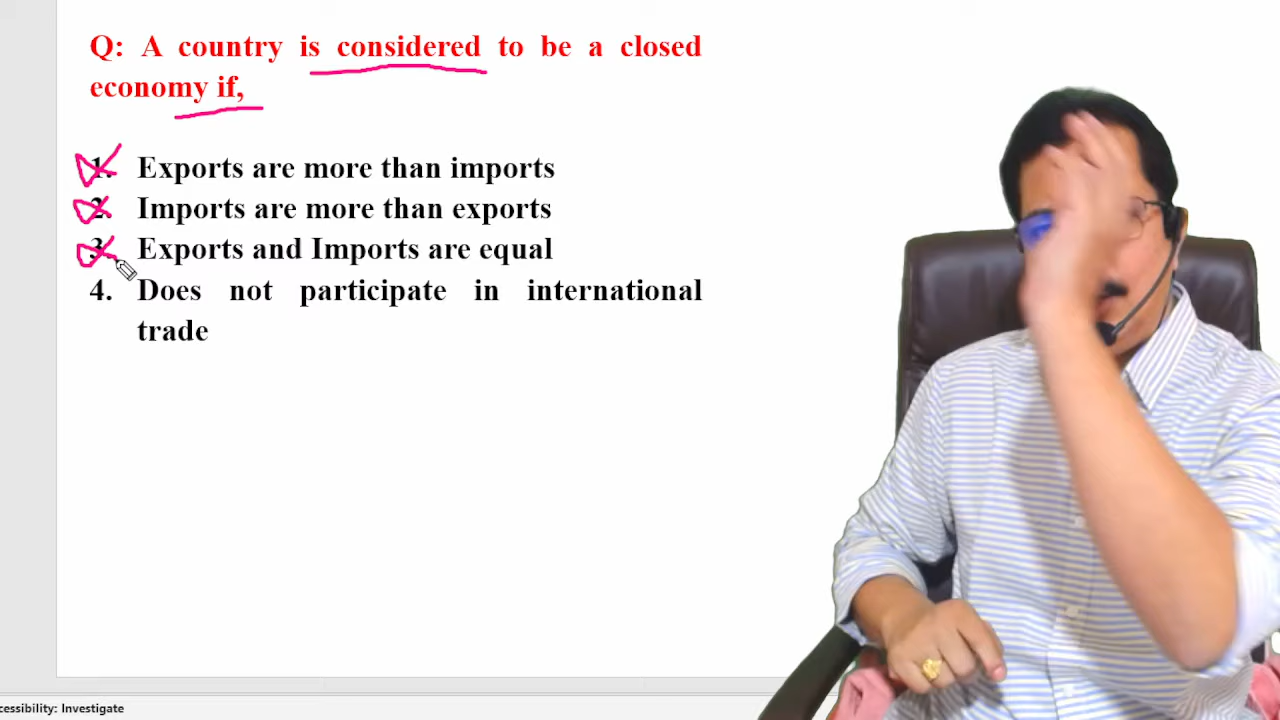 Q: A country is considered to be a closed
economy if,
1. Exports are more than imports
2. Imports are more than exports
3. Exports and Imports are equal
4. Does not participate in international
trade
cessibility: Investigate